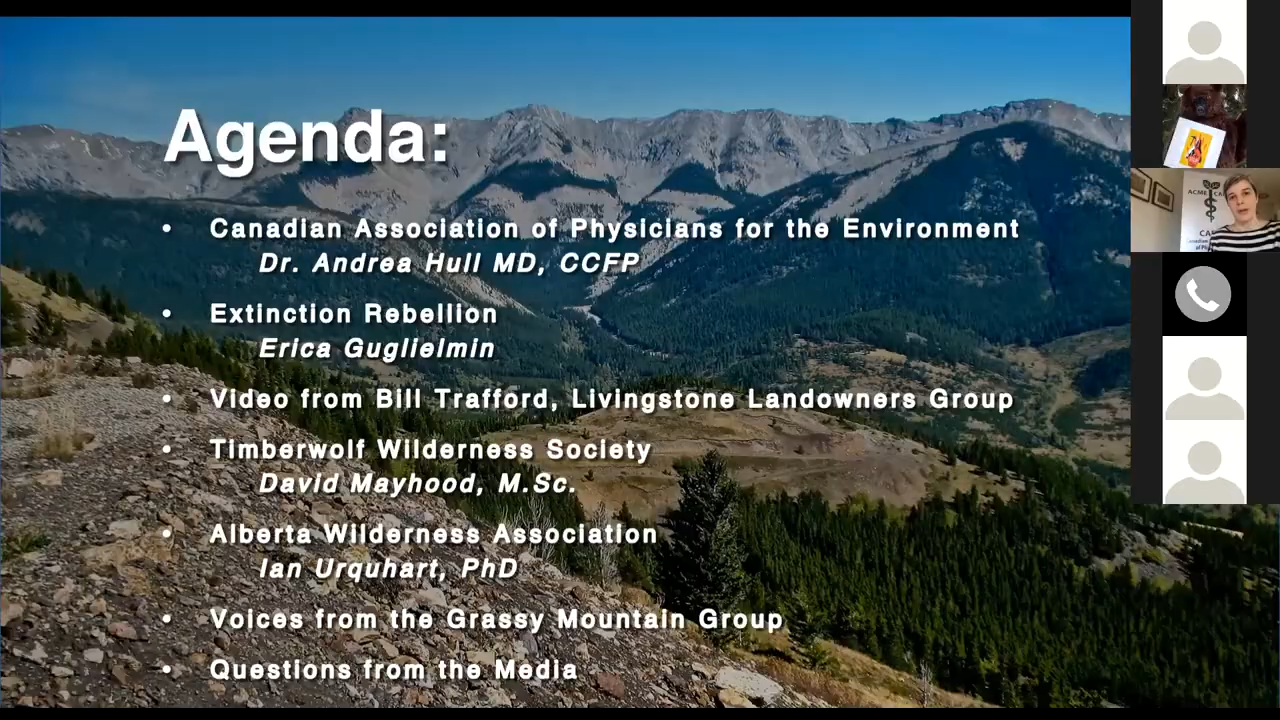 Agenda:
• Canadian Association of Physicians for the Environment
Dr. Andrea Hull MD, CCFP
• Extinction Rebellion
Erica Guglielmin
• Video from Bill Trafford, Livingstone Landowners Group
• Timberwolf Wilderness Society
David Mayhood, M.Sc.
• Alberta Wilderness Association
Ian Urquhart, PhD
• Voices from the Grassy Mountain Group
• Questions from the Media